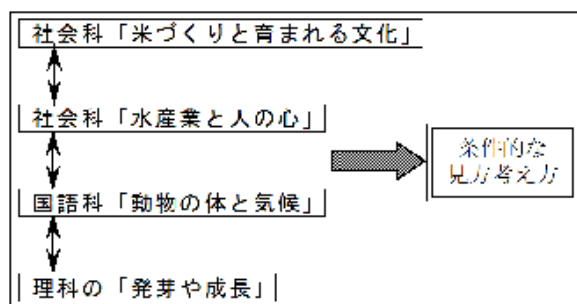 社会科「米づくりと育まれる文化」
社会科「水産業と人の心」
条件的な
見方考え方
国語科「動物の体と気候」
理科の「発芽や成長」